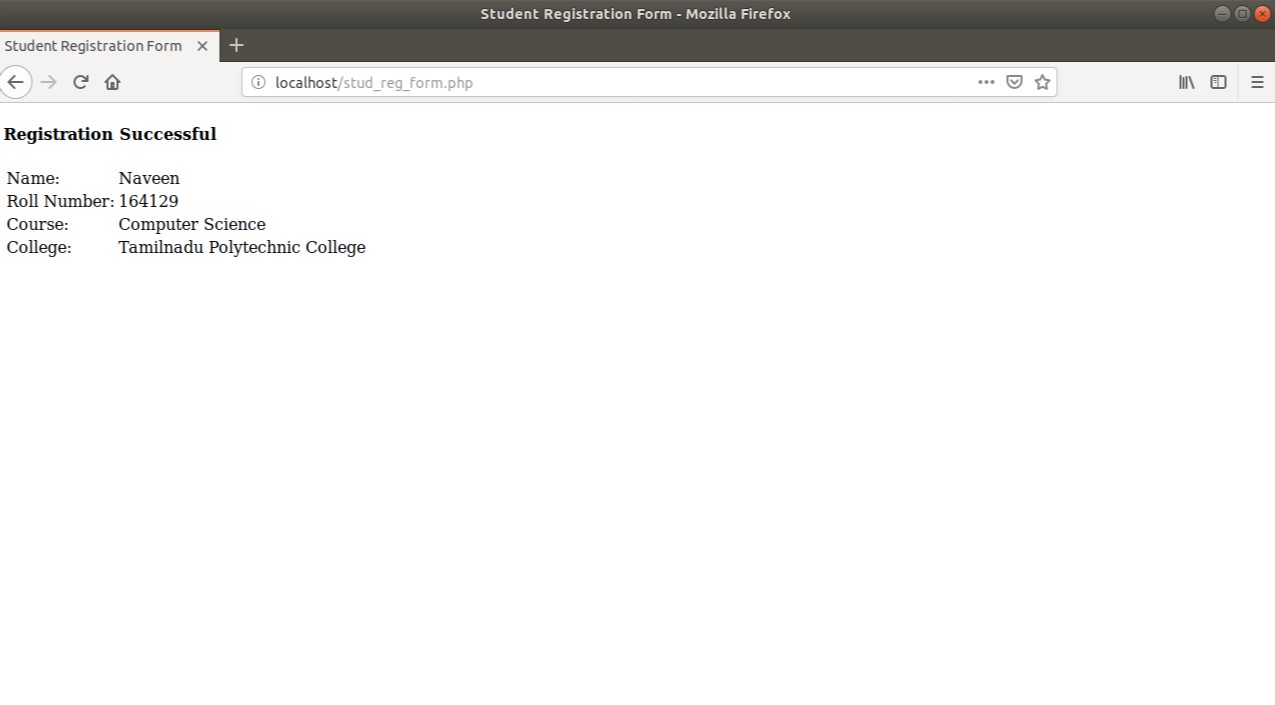 Student Registration Form - Mozilla Firefox
Student Registration Form
localhost/stud_reg_form.php
Registration Successful
Name: Naveen
Roll Number: 164129
Course: Computer Science
College: Tamilnadu Polytechnic College